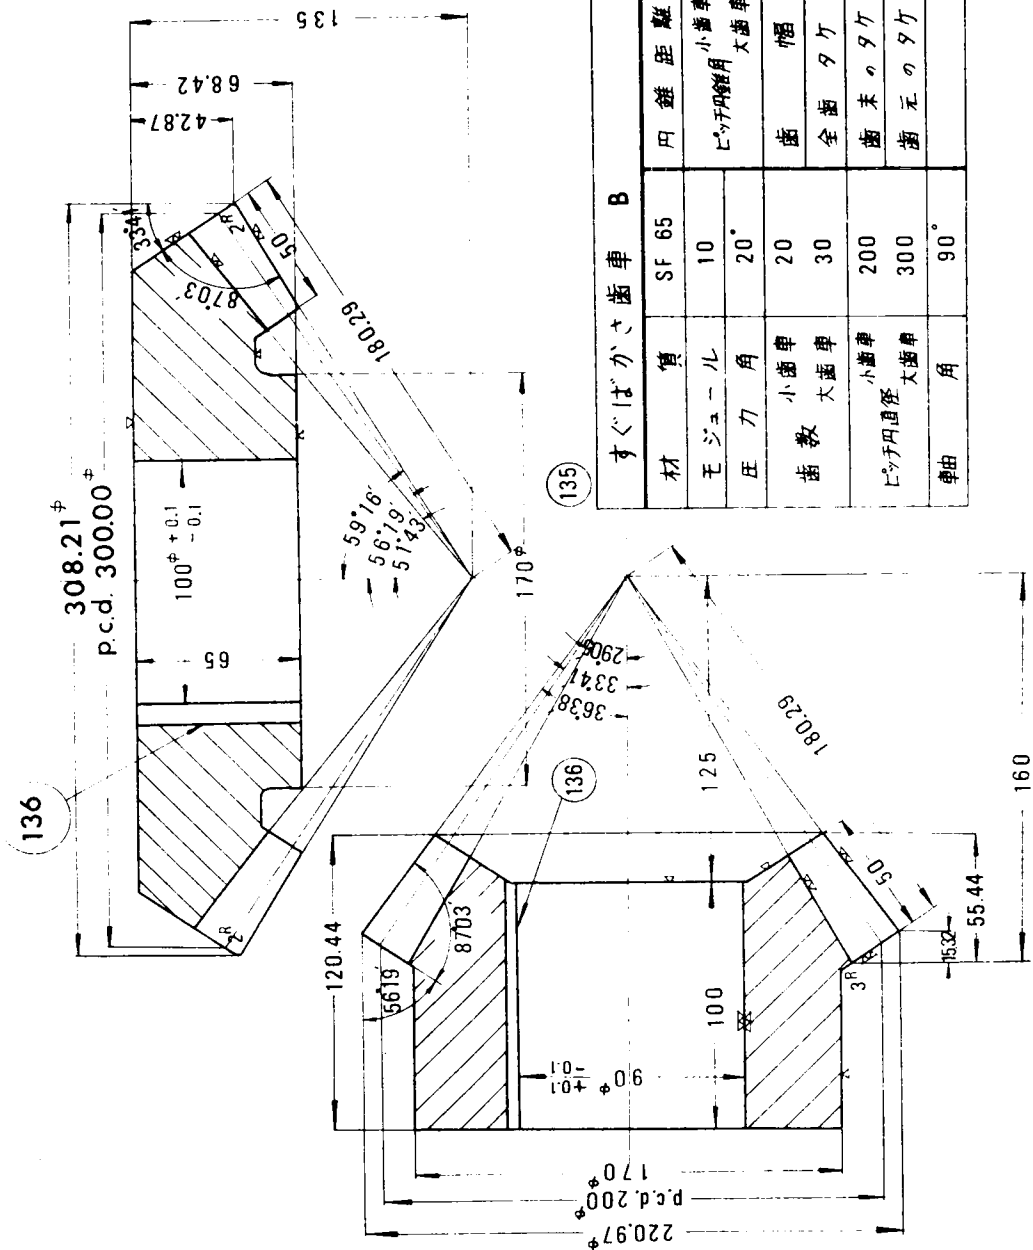 308.21φ
p.c.d. 300.00φ
100φ +0.1 -0.1
65
136
135
68.42
42.87
33°41′
2R
50
87°03′
180.29
59°16′
56°19′
51°43′
170φ
2R
120.44
56°19′
87°03′
36°38′
33°41′
136
125
180.29
160
100
90φ +0.1 -0.1
3R
15.32
50
55.44
170φ
p.c.d. 200φ
220.97φ
135
すぐばかさ歯車 B
材質 SF 65 円錐距離
モジュール 10 ピッチ円錐角 小歯車
圧力角 20° 大歯車
歯数 小歯車 20 歯幅
大歯車 30 全歯タケ
ピッチ円直径 小歯車 200 歯末のタケ
大歯車 300 歯元のタケ
軸角 90°